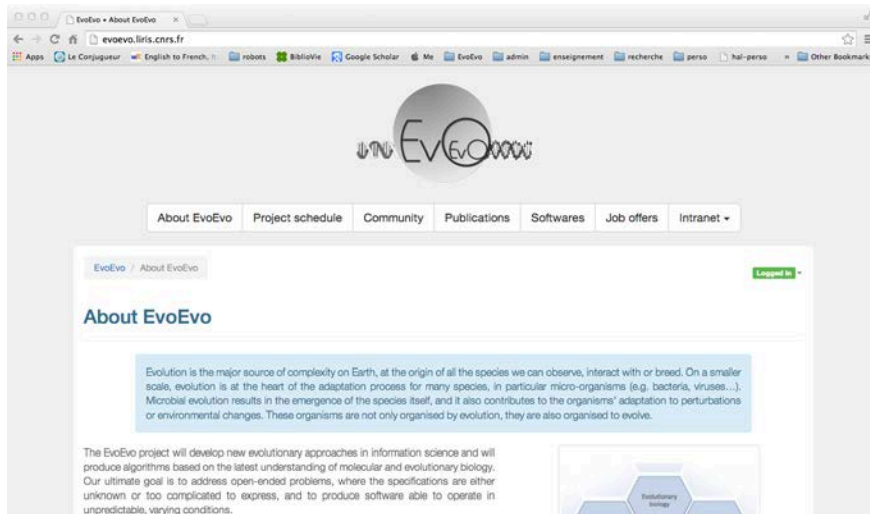 EvoEvo • About EvoEvo
evoevo.liris.cnrs.fr
Apps Le Conjugueur English to French, robots BiblioVie Google Scholar Me EvoEvo admin enseignement recherche perso hal-perso » Other Bookmark
EvoEvo
About EvoEvo Project schedule Community Publications Softwares Job offers Intranet
EvoEvo / About EvoEvo
Logged in
About EvoEvo
Evolution is the major source of complexity on Earth, at the origin of all the species we can observe, interact with or breed. On a smaller
scale, evolution is at the heart of the adaptation process for many species, in particular micro-organisms (e.g. bacteria, viruses…).
Microbial evolution results in the emergence of the species itself, and it also contributes to the organisms' adaptation to perturbations
or environmental changes. These organisms are not only organised by evolution, they are also organised to evolve.
The EvoEvo project will develop new evolutionary approaches in information science and will
produce algorithms based on the latest understanding of molecular and evolutionary biology.
Our ultimate goal is to address open-ended problems, where the specifications are either
unknown or too complicated to express, and to produce software able to operate in
unpredictable, varying conditions.
Evolutionary
biology